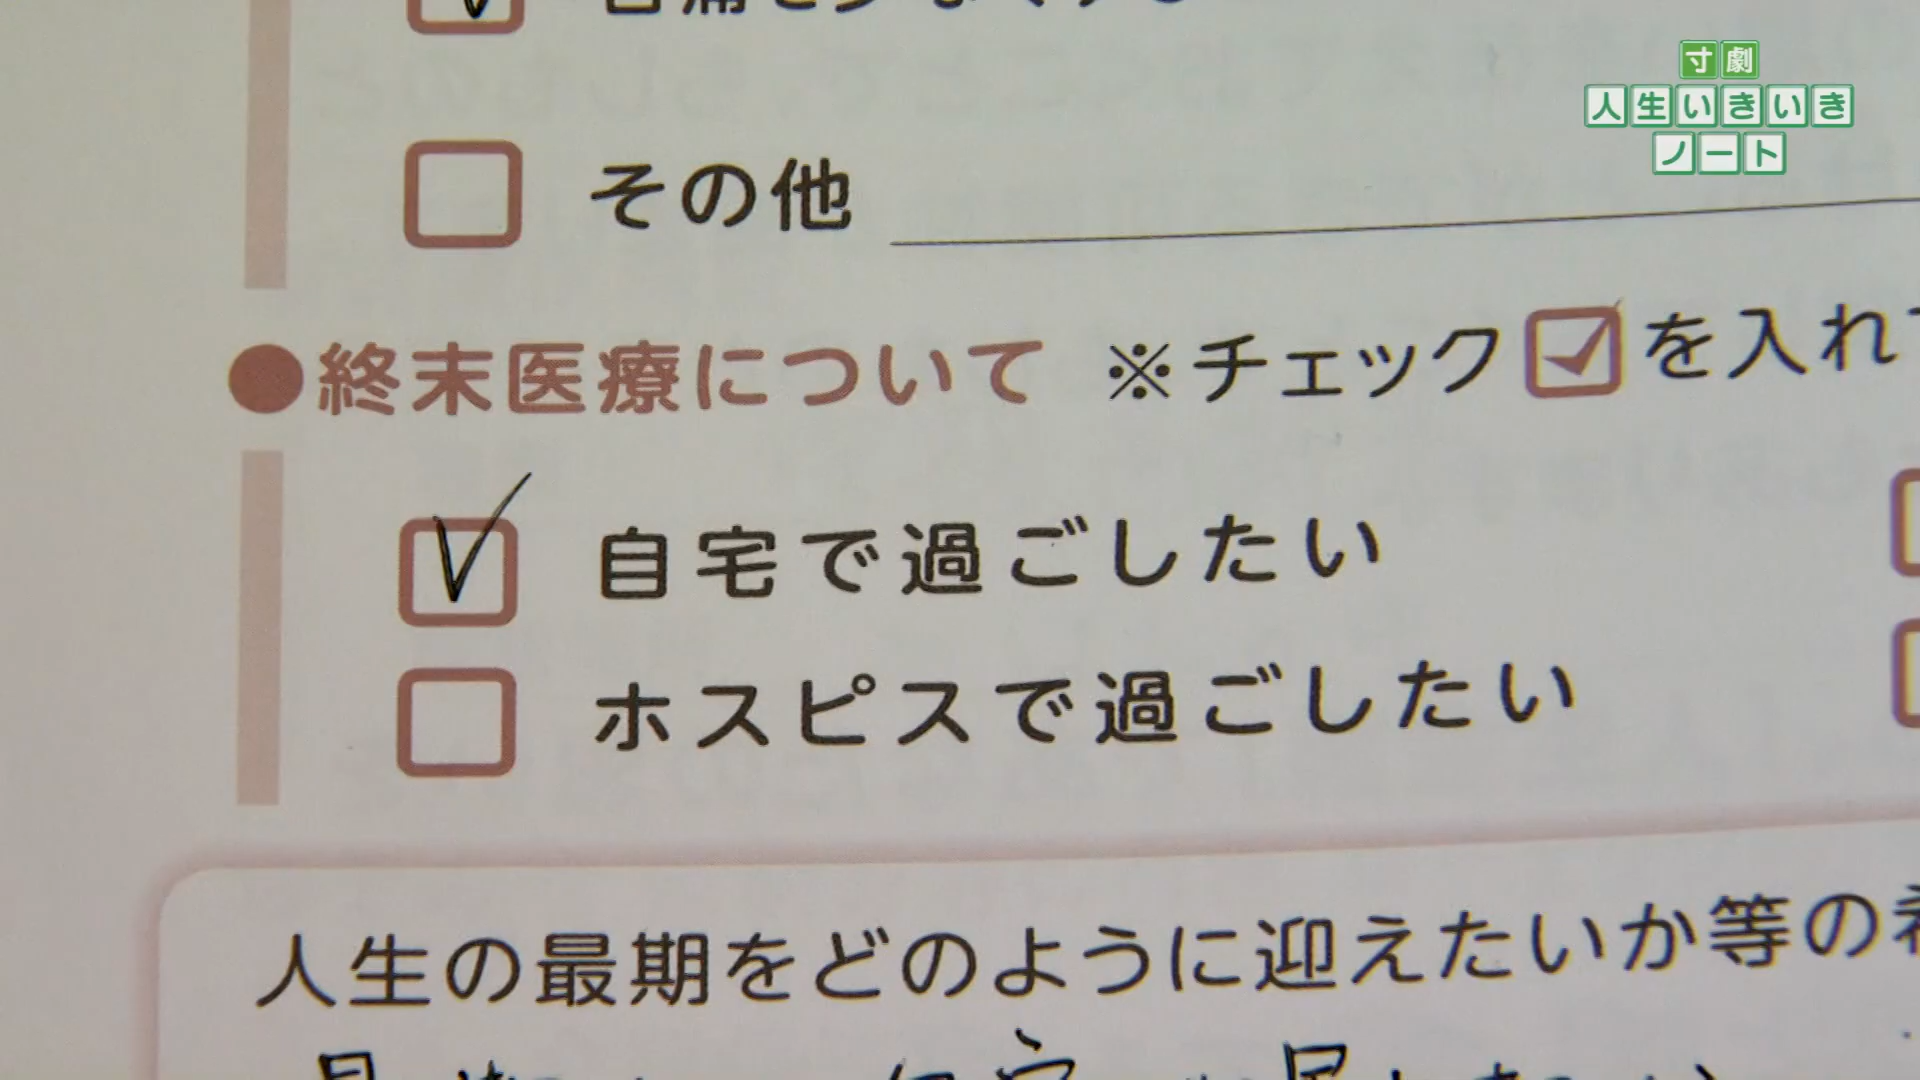 寸劇
人生いきいき
ノート
その他
●終末医療について ※チェック☑を入れ
自宅で過ごしたい
ホスピスで過ごしたい
人生の最期をどのように迎えたいか等の